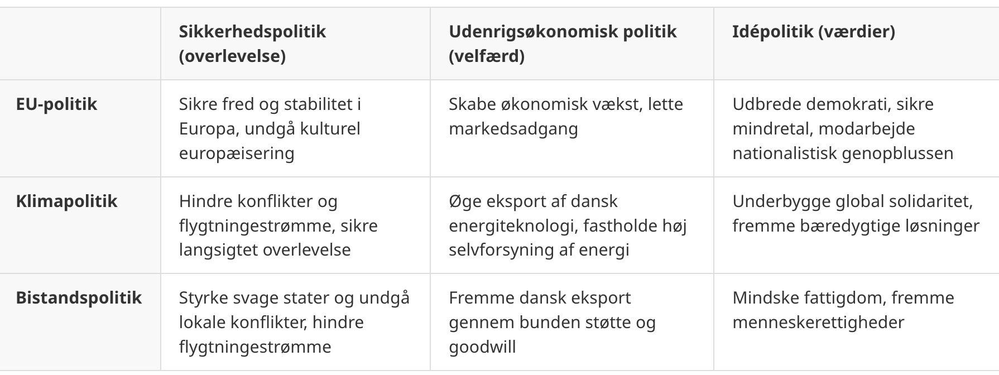 Sikkerhedspolitik
(overlevelse)
Udenrigsøkonomisk politik
(velfærd)
Idépolitik (værdier)
EU-politik
Sikre fred og stabilitet i
Europa, undgå kulturel
europæisering
Skabe økonomisk vækst, lette
markedsadgang
Udbrede demokrati, sikre
mindretal, modarbejde
nationalistisk genopblussen
Klimapolitik
Hindre konflikter og
flygtningestrømme, sikre
langsigtet overlevelse
Øge eksport af dansk
energiteknologi, fastholde høj
selvforsyning af energi
Underbygge global solidaritet,
fremme bæredygtige løsninger
Bistandspolitik
Styrke svage stater og undgå
lokale konflikter, hindre
flygtningestrømme
Fremme dansk eksport
gennem bunden støtte og
goodwill
Mindske fattigdom, fremme
menneskerettigheder